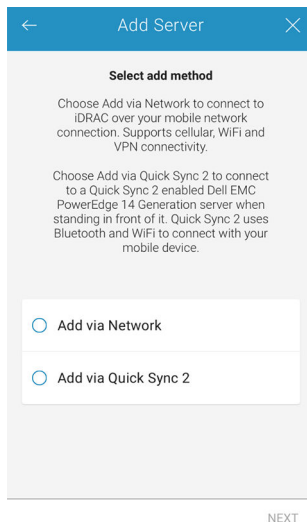 Add Server
Select add method
Choose Add via Network to connect to
iDRAC over your mobile network
connection. Supports cellular, WiFi and
VPN connectivity.
Choose Add via Quick Sync 2 to connect
to a Quick Sync 2 enabled Dell EMC
PowerEdge 14 Generation server when
standing in front of it. Quick Sync 2 uses
Bluetooth and WiFi to connect with your
mobile device.
Add via Network
Add via Quick Sync 2
NEXT